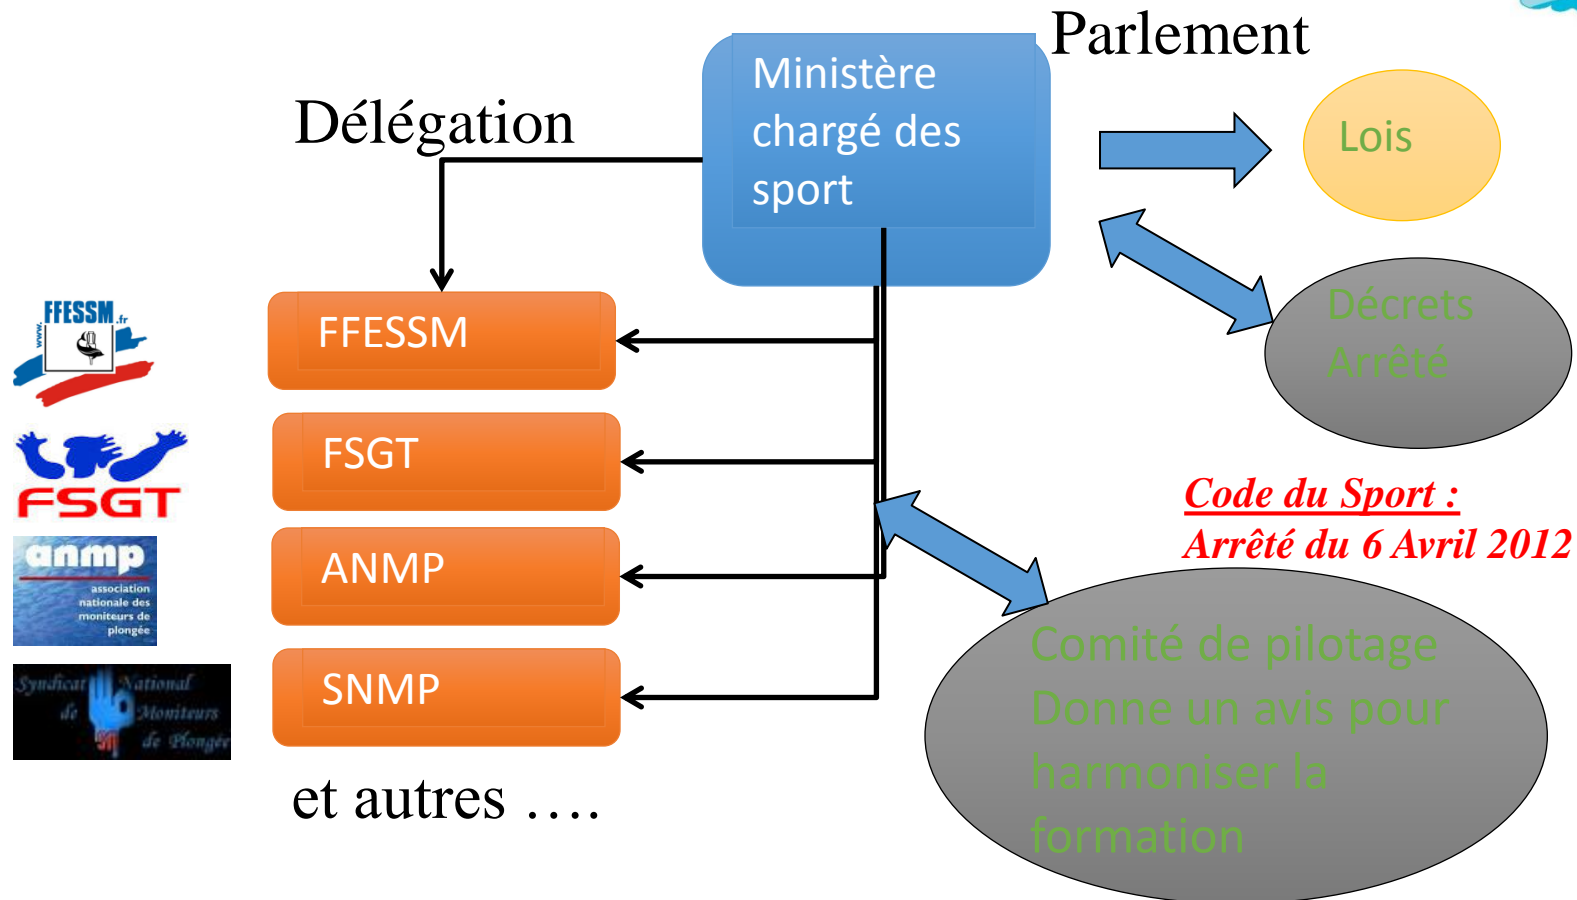 Parlement
Ministère
chargé des
sport
Délégation
Lois
Décrets
Arrêté
www.
FFESSM.fr
FFESSM
FSGT
FSGT
Code du Sport :
Arrêté du 6 Avril 2012
anmp
association
nationale des
moniteurs de
plongée
ANMP
Comité de pilotage
Donne un avis pour
harmoniser la
formation
Syndicat National
de Moniteurs
de Plongée
SNMP
et autres ….